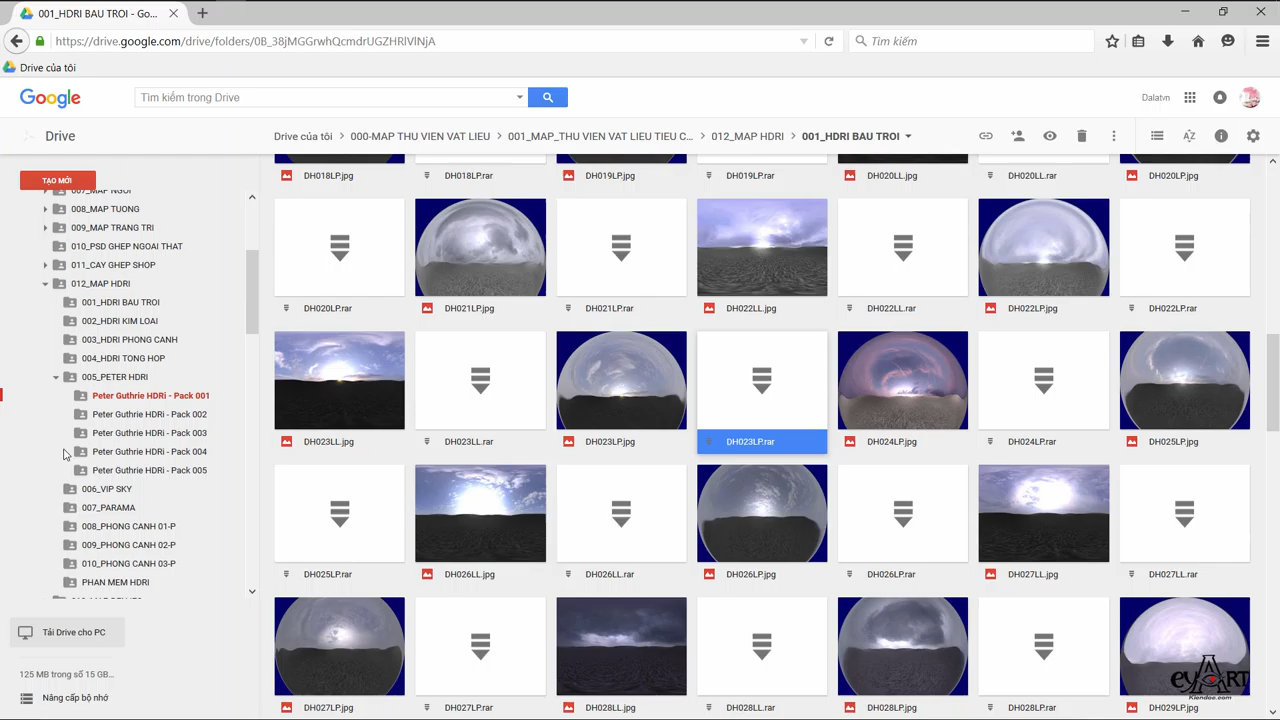 001_HDRI BAU TROI - Go...
https://drive.google.com/drive/folders/0B_38jMGGrwhQcmdrUGZHRlVlNjA
Tìm kiếm
Drive của tôi
Google
Tìm kiếm trong Drive
Dalatvn
Drive
Drive của tôi
000-MAP THU VIEN VAT LIEU
001_MAP_THU VIEN VAT LIEU TIEU C...
012_MAP HDRI
001_HDRI BAU TROI
TẠO MỚI
007_MAP NGOI
008_MAP TUONG
009_MAP TRANG TRI
010_PSD GHEP NGOAI THAT
011_CAY GHEP SHOP
012_MAP HDRI
001_HDRI BAU TROI
002_HDRI KIM LOAI
003_HDRI PHONG CANH
004_HDRI TONG HOP
005_PETER HDRI
Peter Guthrie HDRi - Pack 001
Peter Guthrie HDRi - Pack 002
Peter Guthrie HDRi - Pack 003
Peter Guthrie HDRi - Pack 004
Peter Guthrie HDRi - Pack 005
006_VIP SKY
007_PARAMA
008_PHONG CANH 01-P
009_PHONG CANH 02-P
010_PHONG CANH 03-P
PHAN MEM HDRI
Tải Drive cho PC
125 MB trong số 15 GB...
Nâng cấp bộ nhớ
DH018LP.jpg
DH018LP.rar
DH019LP.jpg
DH019LP.rar
DH020LL.jpg
DH020LL.rar
DH020LP.jpg
DH020LP.rar
DH021LP.jpg
DH021LP.rar
DH022LL.jpg
DH022LL.rar
DH022LP.jpg
DH022LP.rar
DH023LL.jpg
DH023LL.rar
DH023LP.jpg
DH023LP.rar
DH024LP.jpg
DH024LP.rar
DH025LP.jpg
DH025LP.rar
DH026LL.jpg
DH026LL.rar
DH026LP.jpg
DH026LP.rar
DH027LL.jpg
DH027LL.rar
DH027LP.jpg
DH027LP.rar
DH028LL.jpg
DH028LL.rar
DH028LP.jpg
DH028LP.rar
DH029LP.jpg
eyART
Kiendec.com